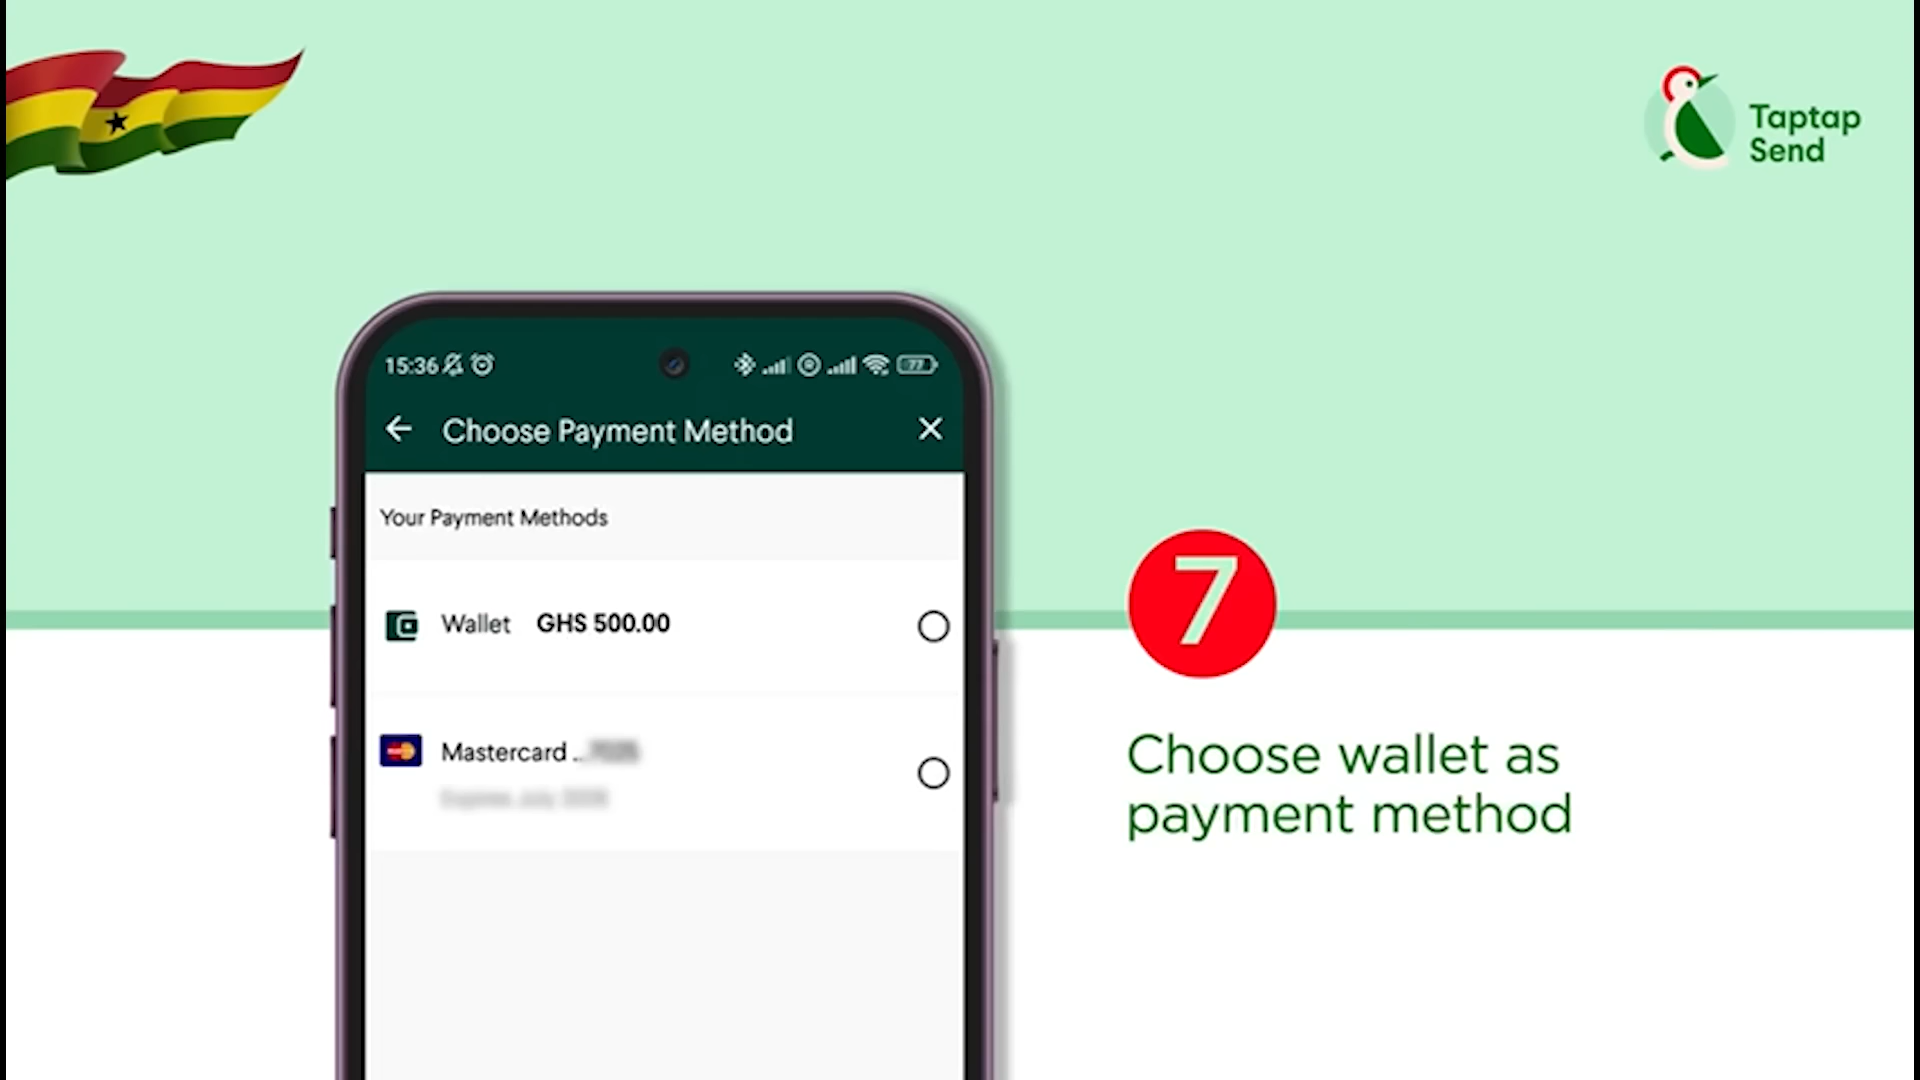 Taptap
Send
15:36
77
Choose Payment Method
Your Payment Methods
Wallet GHS 500.00
Mastercard ..
7
Choose wallet as
payment method